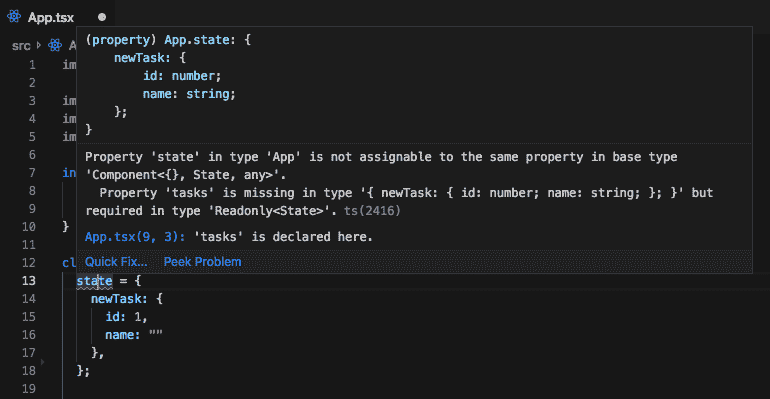 App.tsx
src
1 im
2
(property) App.state: {
newTask: {
id: number;
name: string;
};
}
3 im
4 im
5 im
6
7 in
8
9
10 }
11
12 cl
Property 'state' in type 'App' is not assignable to the same property in base type
'Component<{}, State, any>'.
Property 'tasks' is missing in type '{ newTask: { id: number; name: string; }; }' but
required in type 'Readonly<State>'. ts(2416)
App.tsx(9, 3): 'tasks' is declared here.
Quick Fix... Peek Problem
13 state = {
14 newTask: {
15 id: 1,
16 name: ""
17 },
18 };
19